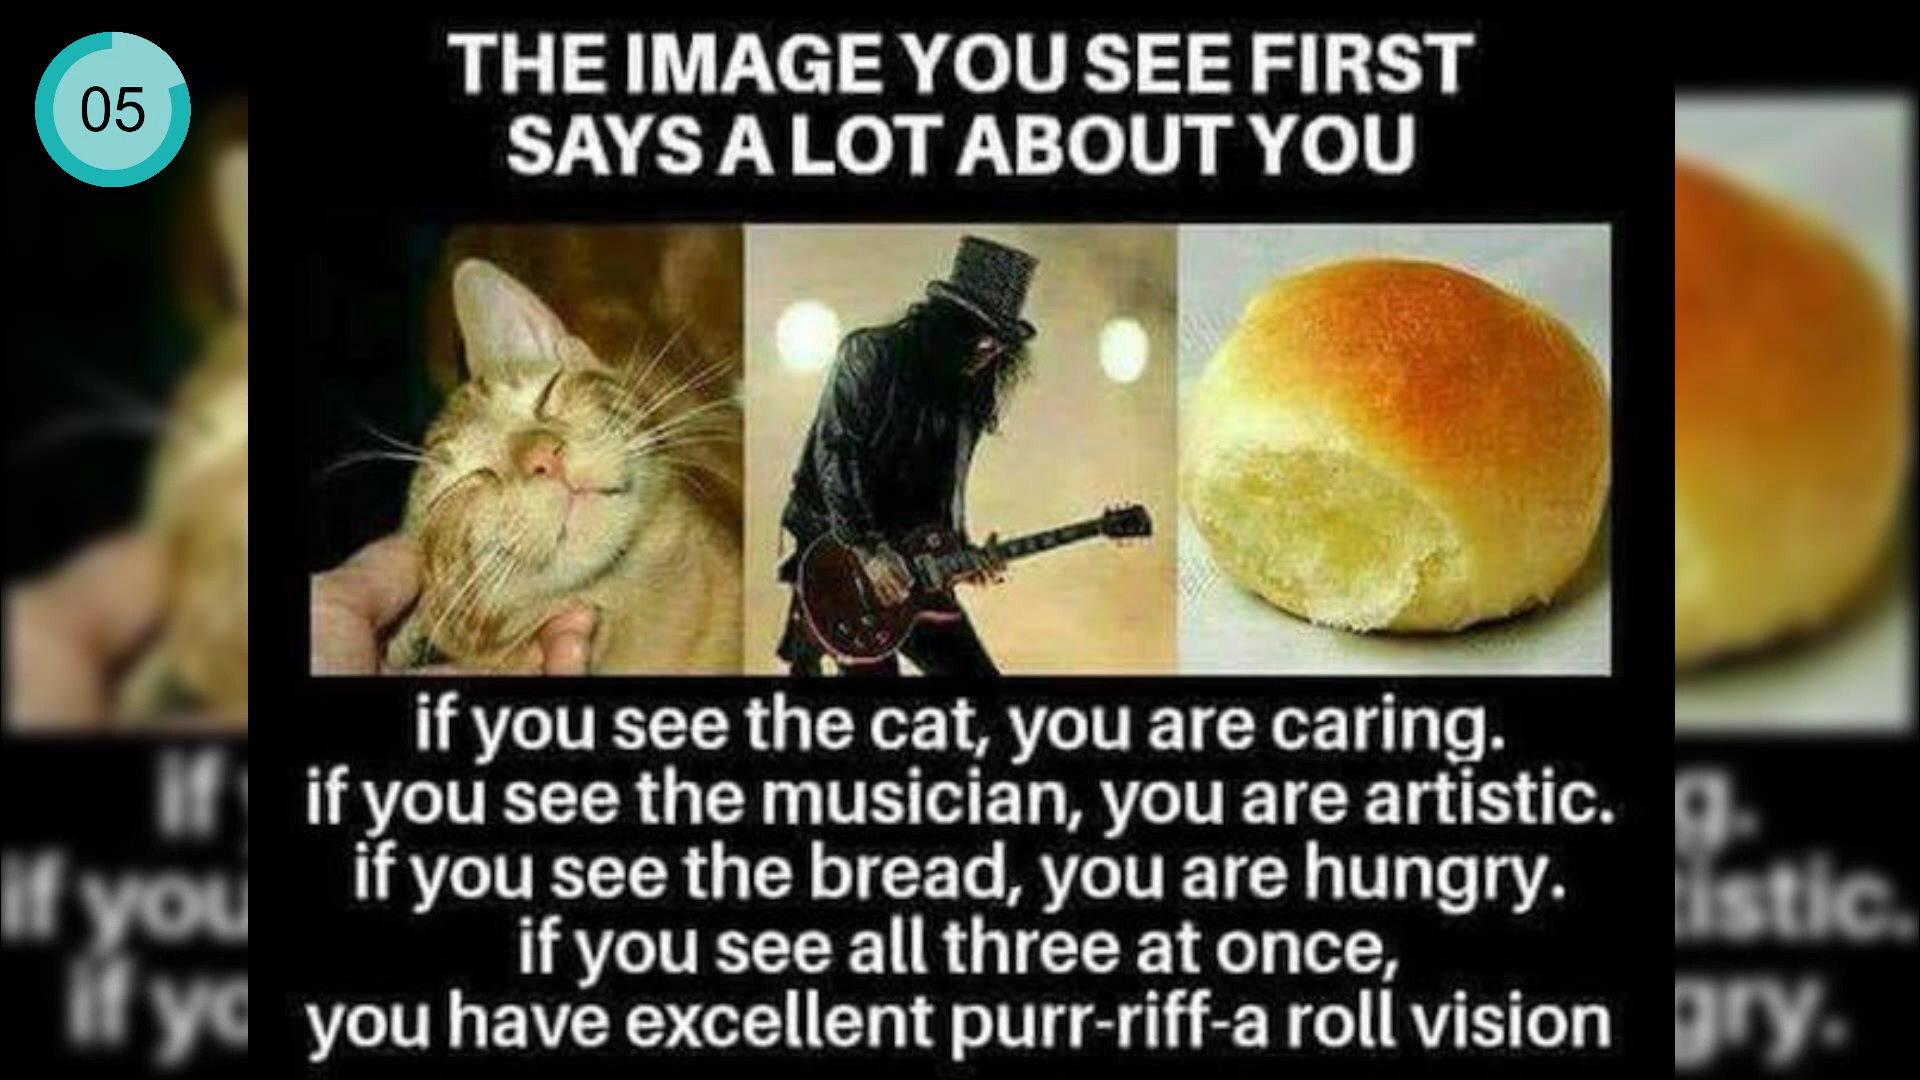 05
THE IMAGE YOU SEE FIRST
SAYS A LOT ABOUT YOU
if you see the cat, you are caring.
if you see the musician, you are artistic.
if you see the bread, you are hungry.
if you see all three at once,
you have excellent purr-riff-a roll vision